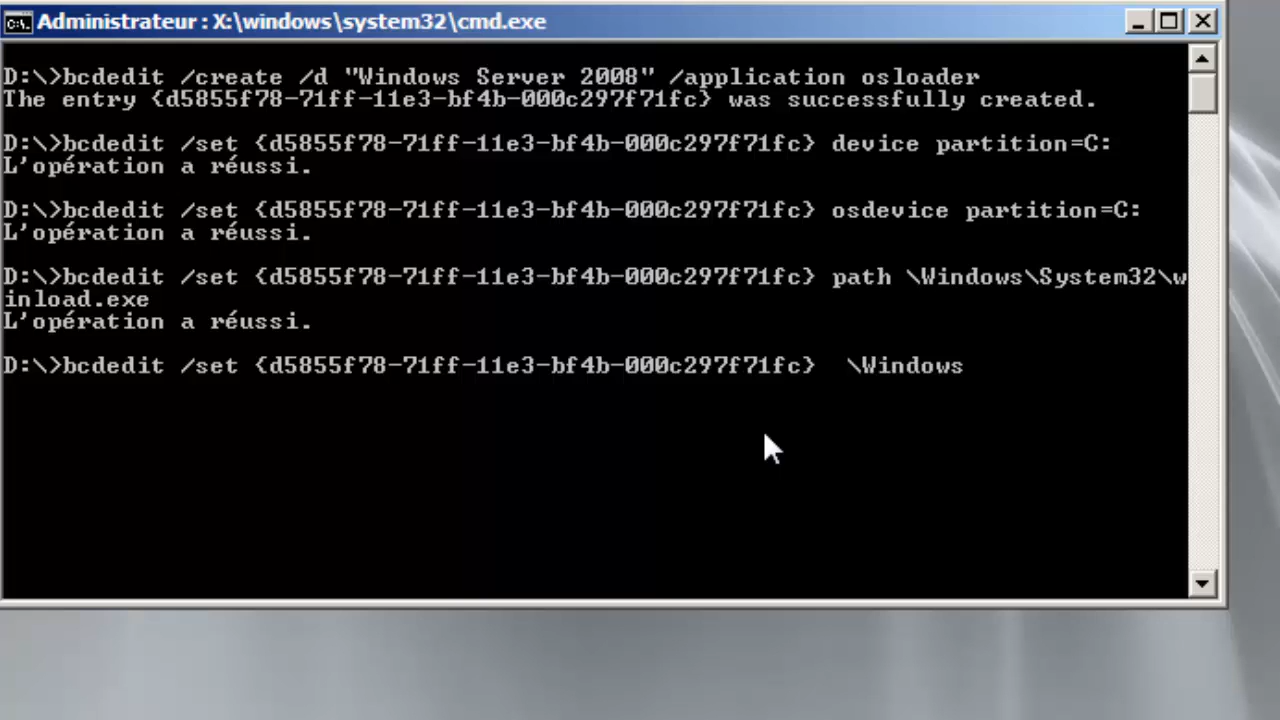 Administrateur : X:\windows\system32\cmd.exe
D:\>bcdedit /create /d "Windows Server 2008" /application osloader
The entry {d5855f78-71ff-11e3-bf4b-000c297f71fc} was successfully created.
D:\>bcdedit /set {d5855f78-71ff-11e3-bf4b-000c297f71fc} device partition=C:
L'opération a réussi.
D:\>bcdedit /set {d5855f78-71ff-11e3-bf4b-000c297f71fc} osdevice partition=C:
L'opération a réussi.
D:\>bcdedit /set {d5855f78-71ff-11e3-bf4b-000c297f71fc} path \Windows\System32\w
inload.exe
L'opération a réussi.
D:\>bcdedit /set {d5855f78-71ff-11e3-bf4b-000c297f71fc}  \Windows